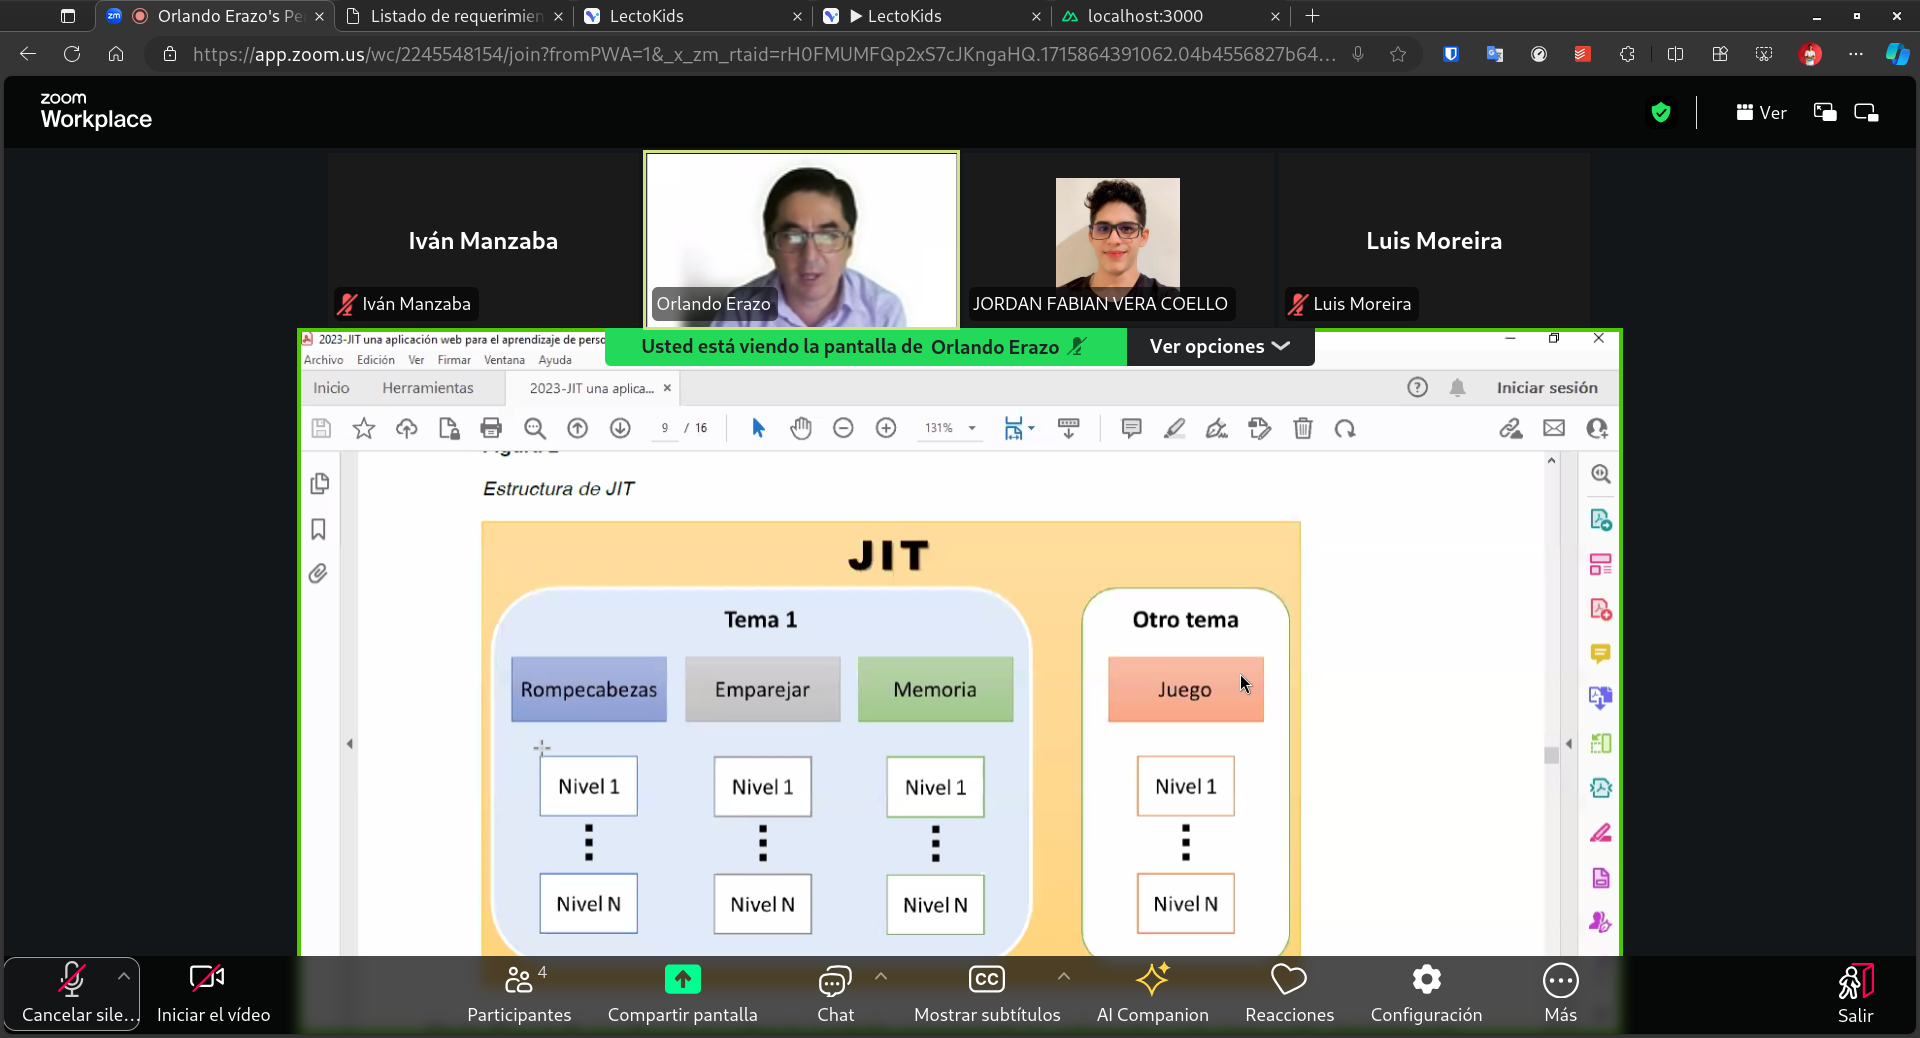 Orlando Erazo's Pe
Listado de requerimien
LectoKids
LectoKids
localhost:3000
https://app.zoom.us/wc/2245548154/join?fromPWA=1&_x_zm_rtaid=rH0FMUMFQp2xS7cJKngaHQ.1715864391062.04b4556827b64...
zoom
Workplace
Ver
Iván Manzaba
Iván Manzaba
Orlando Erazo
JORDAN FABIAN VERA COELLO
Luis Moreira
Luis Moreira
Usted está viendo la pantalla de Orlando Erazo
Ver opciones
2023-JIT una aplicación web para el aprendizaje de perso
Archivo Edición Ver Firmar Ventana Ayuda
Inicio
Herramientas
2023-JIT una aplica...
Iniciar sesión
9 / 16
131%
Estructura de JIT
JIT
Tema 1
Otro tema
Rompecabezas
Emparejar
Memoria
Juego
Nivel 1
Nivel 1
Nivel 1
Nivel 1
Nivel N
Nivel N
Nivel N
Nivel N
Cancelar sile...
Iniciar el vídeo
4
Participantes
Compartir pantalla
Chat
CC
Mostrar subtítulos
AI Companion
Reacciones
Configuración
Más
Salir